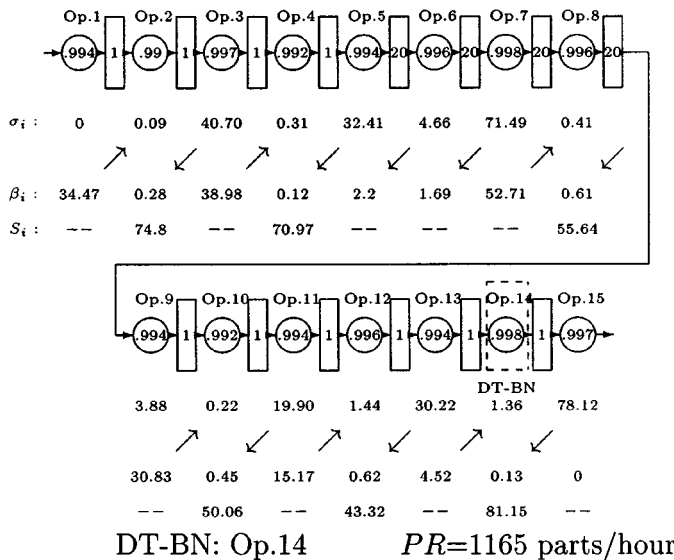 Op.1 Op.2 Op.3 Op.4 Op.5 Op.6 Op.7 Op.8
.994 1 .99 1 .997 1 .992 1 .994 20 .996 20 .998 20 .996 20
σi : 0 0.09 40.70 0.31 32.41 4.66 71.49 0.41
βi : 34.47 0.28 38.98 0.12 2.2 1.69 52.71 0.61
Si : -- 74.8 -- 70.97 -- -- -- 55.64
Op.9 Op.10 Op.11 Op.12 Op.13 Op.14 Op.15
.994 1 .992 1 .994 1 .996 1 .994 1 .998 1 .997
DT-BN
3.88 0.22 19.90 1.44 30.22 1.36 78.12
30.83 0.45 15.17 0.62 4.52 0.13 0
-- 50.06 -- 43.32 -- 81.15 --
DT-BN: Op.14 PR=1165 parts/hour